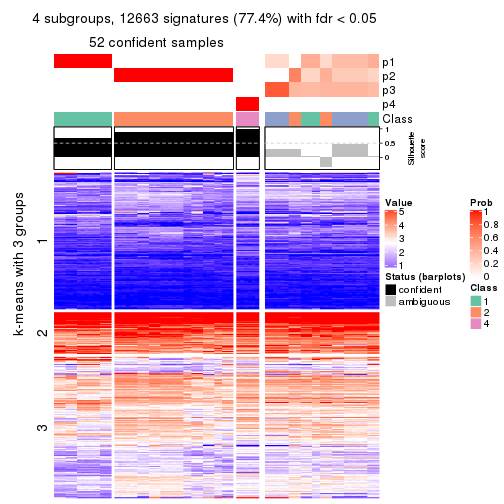 4 subgroups, 12663 signatures (77.4%) with fdr < 0.05
52 confident samples
p1
p2
p3
p4
Class
1
0.5
0
Silhouette
score
k-means with 3 groups
1
2
3
Value
5
4
3
2
1
Status (barplots)
confident
ambiguous
Prob
1
0.8
0.6
0.4
0.2
0
Class
1
2
4